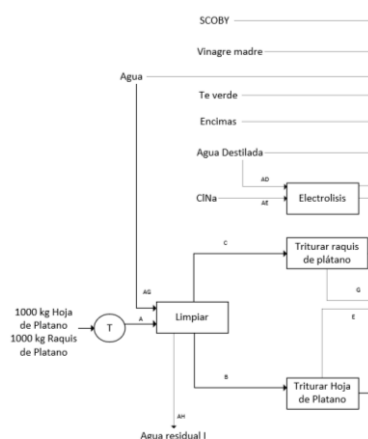 SCOBY
Vinagre madre
Agua
Te verde
Encimas
Agua Destilada
AD
ClNa
AE
Electrolisis
C
Triturar raquis
de plátano
G
AG
1000 kg Hoja
de Platano
1000 kg Raquis
de Platano
T
A
Limpiar
E
B
Triturar Hoja
de Platano
AH
Agua residual I